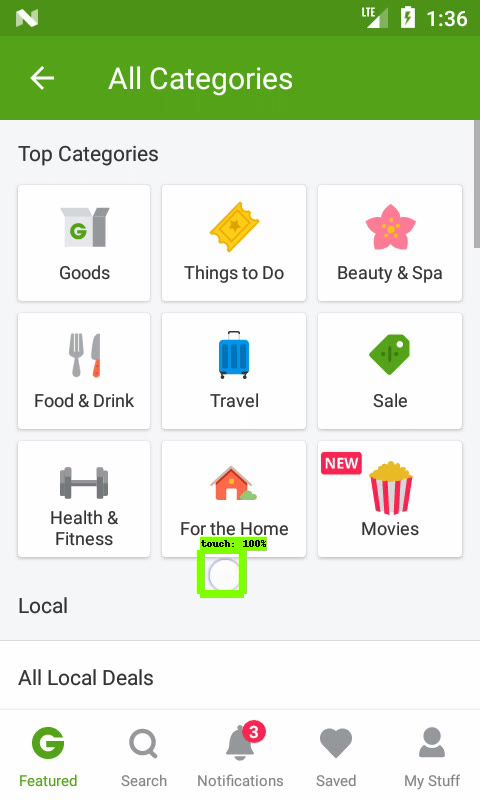 LTE 1:36
All Categories
Top Categories
Goods
Things to Do
Beauty & Spa
Food & Drink
Travel
Sale
Health &
Fitness
For the Home
NEW
Movies
touch: 100%
Local
All Local Deals
3
Featured
Search
Notifications
Saved
My Stuff